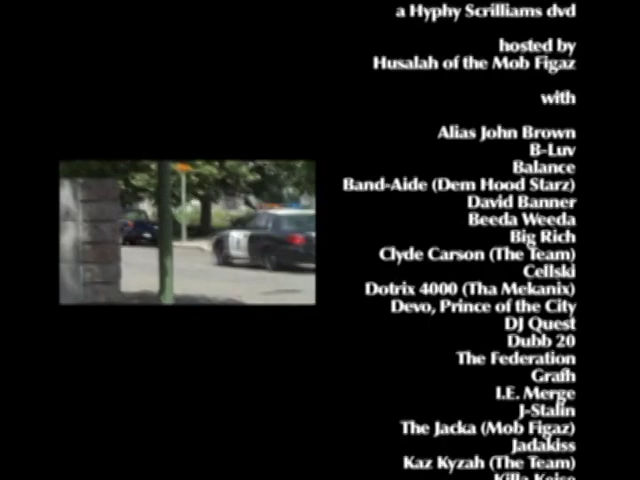 a Hyphy Scrilliams dvd
hosted by
Husalah of the Mob Figaz
with
Alias John Brown
B-Luv
Balance
Band-Aide (Dem Hood Starz)
David Banner
Beeda Weeda
Big Rich
Clyde Carson (The Team)
Cellski
Dotrix 4000 (Tha Mekanix)
Devo, Prince of the City
DJ Quest
Dubb 20
The Federation
Grafh
I.E. Merge
J-Stalin
The Jacka (Mob Figaz)
Jadakiss
Kaz Kyzah (The Team)